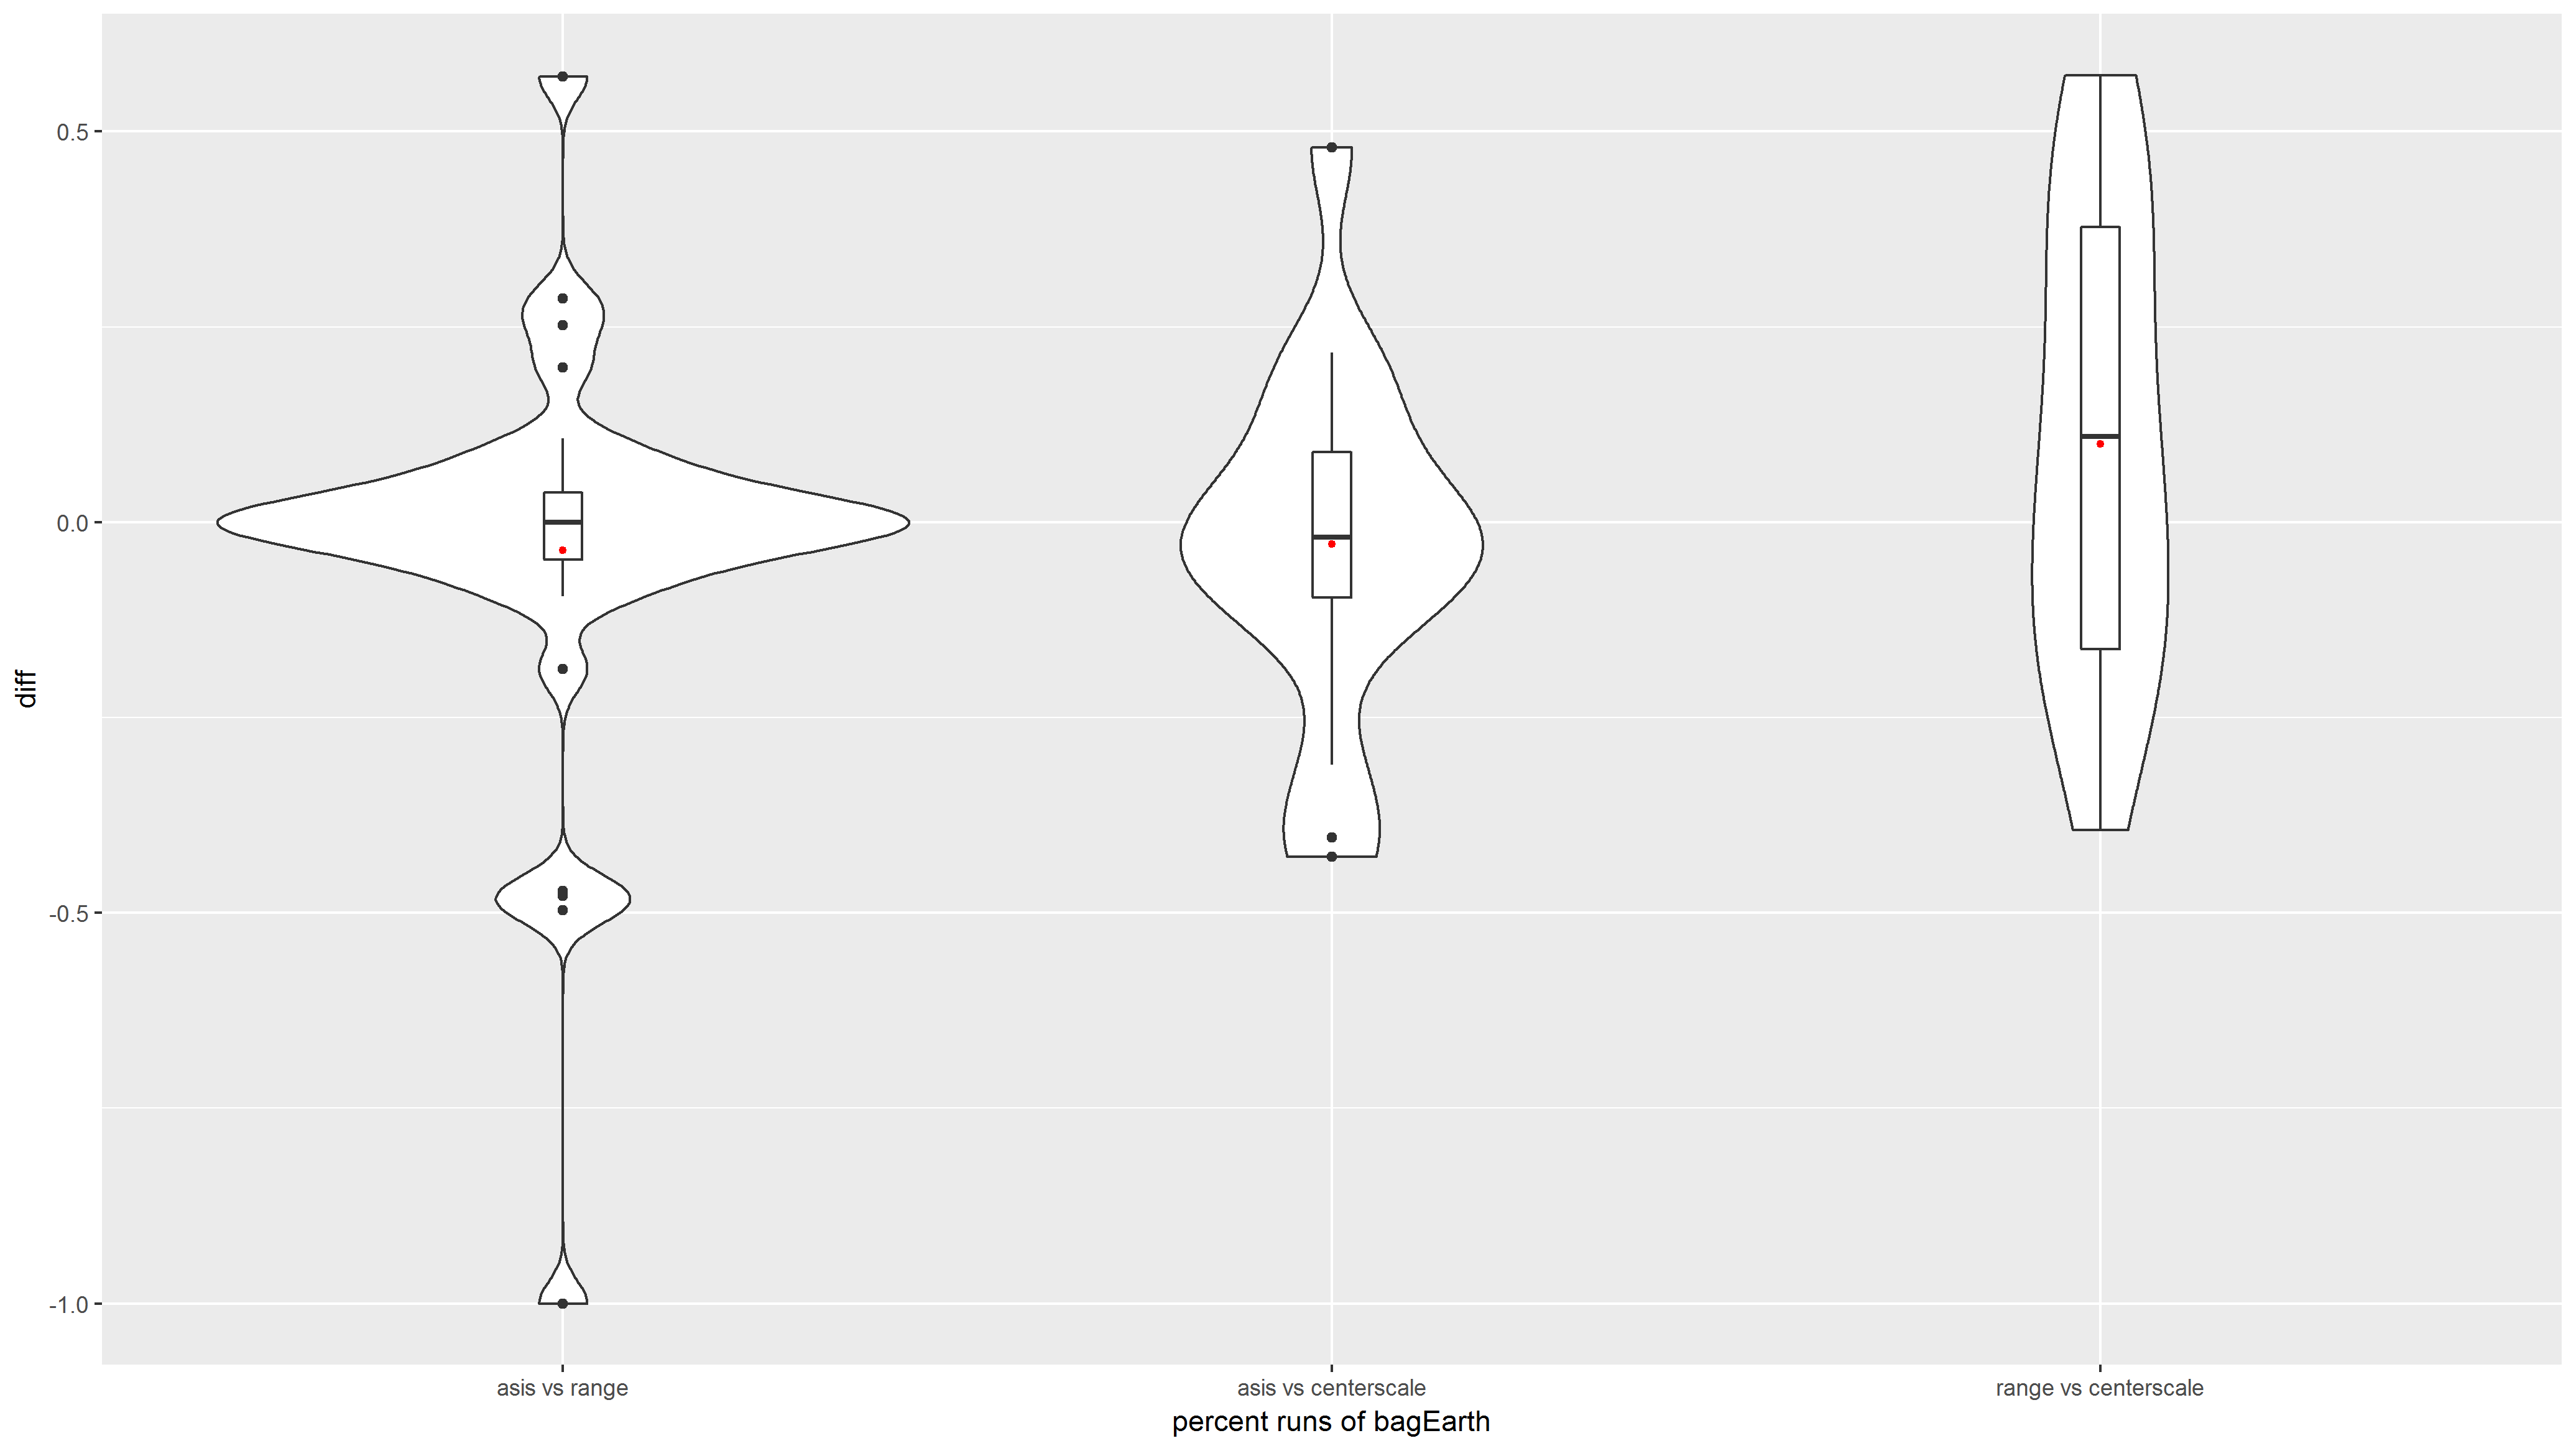 diff
0.5
0.0
-0.5
-1.0
asis vs range
asis vs centerscale
range vs centerscale
percent runs of bagEarth